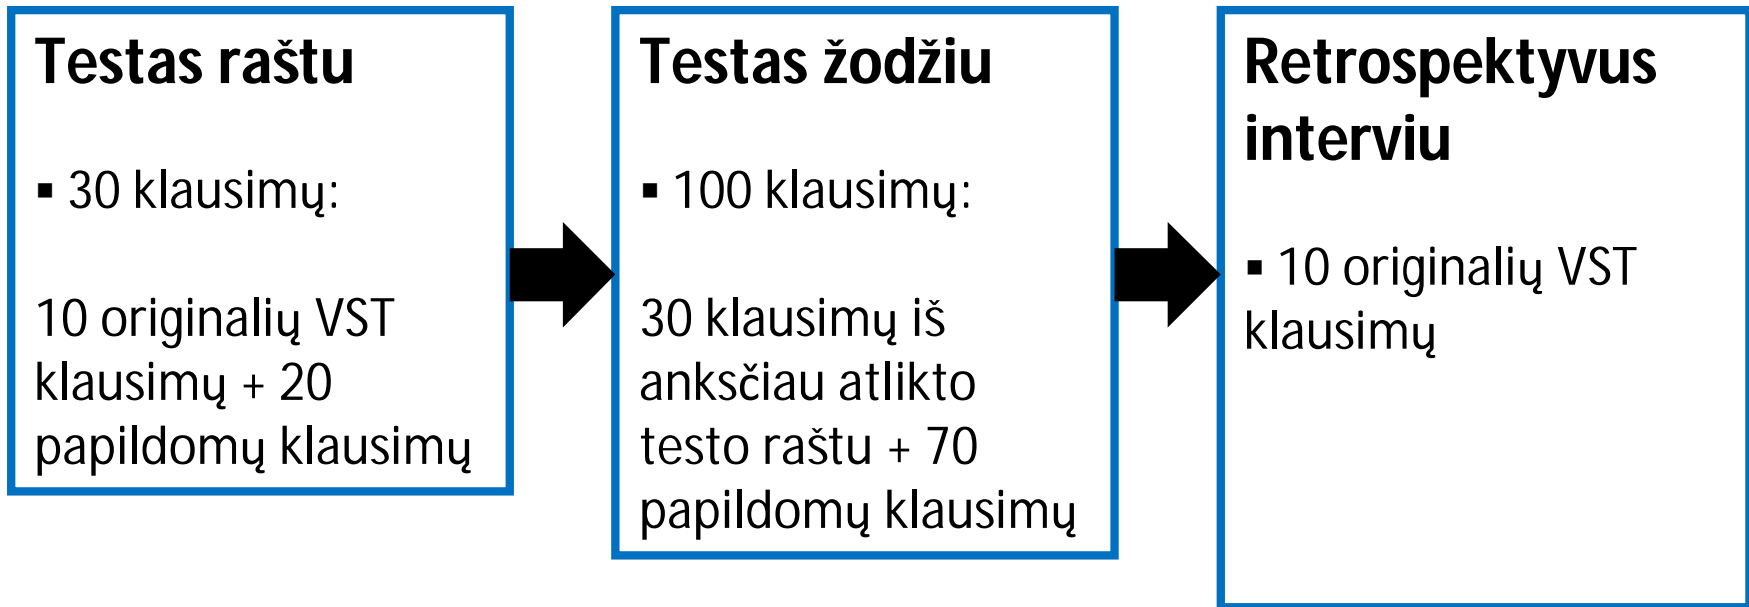 Testas raštu
▪ 30 klausimų:
10 originalių VST
klausimų + 20
papildomų klausimų
Testas žodžiu
▪ 100 klausimų:
30 klausimų iš
anksčiau atlikto
testo raštu + 70
papildomų klausimų
Retrospektyvus
interviu
▪ 10 originalių VST
klausimų